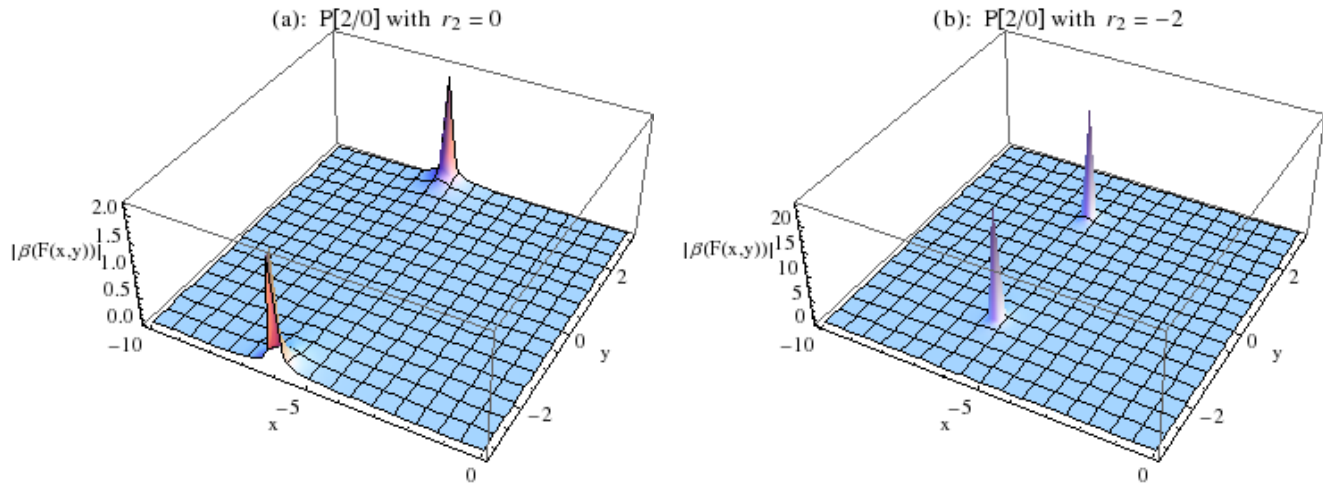 (a): P[2/0] with r₂ = 0
2.0
1.5
|β(F(x,y))|
1.0
0.5
0.0
−10
−5
x
0
−2
0
y
2
(b): P[2/0] with r₂ = −2
20
15
|β(F(x,y))|
10
5
0
−10
−5
x
0
−2
0
y
2